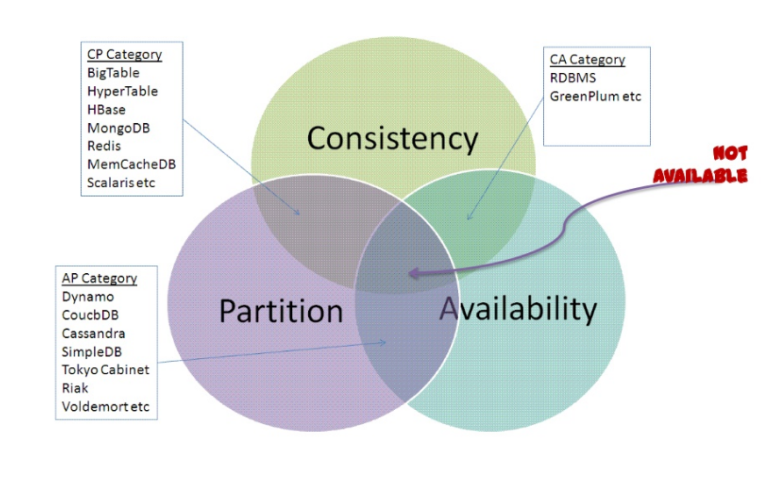 CP Category
BigTable
HyperTable
HBase
MongoDB
Redis
MemCacheDB
Scalaris etc
CA Category
RDBMS
GreenPlum etc
Consistency
NOT
AVAILABLE
AP Category
Dynamo
CoucbDB
Cassandra
SimpleDB
Tokyo Cabinet
Riak
Voldemort etc
Partition
Availability